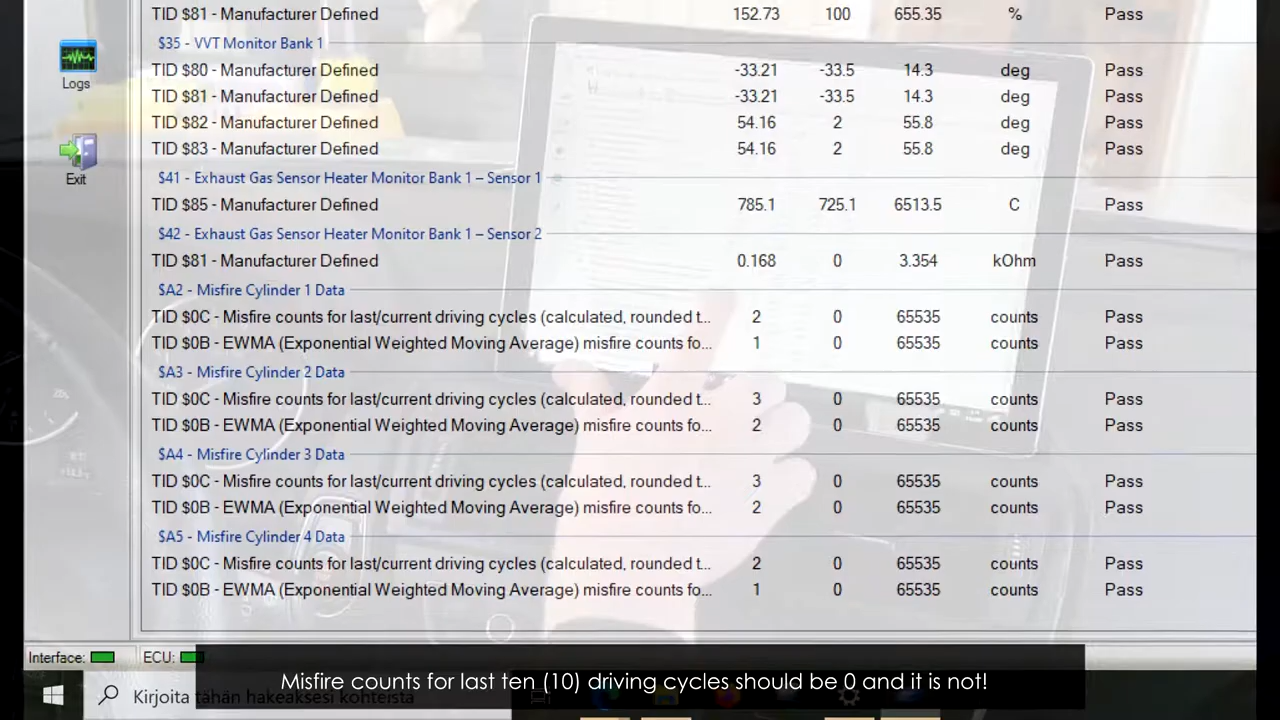 TID $81 - Manufacturer Defined 152.73 100 655.35 % Pass
$35 - VVT Monitor Bank 1
Logs
TID $80 - Manufacturer Defined -33.21 -33.5 14.3 deg Pass
TID $81 - Manufacturer Defined -33.21 -33.5 14.3 deg Pass
TID $82 - Manufacturer Defined 54.16 2 55.8 deg Pass
TID $83 - Manufacturer Defined 54.16 2 55.8 deg Pass
Exit
$41 - Exhaust Gas Sensor Heater Monitor Bank 1 – Sensor 1
TID $85 - Manufacturer Defined 785.1 725.1 6513.5 C Pass
$42 - Exhaust Gas Sensor Heater Monitor Bank 1 – Sensor 2
TID $81 - Manufacturer Defined 0.168 0 3.354 kOhm Pass
$A2 - Misfire Cylinder 1 Data
TID $0C - Misfire counts for last/current driving cycles (calculated, rounded t... 2 0 65535 counts Pass
TID $0B - EWMA (Exponential Weighted Moving Average) misfire counts fo... 1 0 65535 counts Pass
$A3 - Misfire Cylinder 2 Data
TID $0C - Misfire counts for last/current driving cycles (calculated, rounded t... 3 0 65535 counts Pass
TID $0B - EWMA (Exponential Weighted Moving Average) misfire counts fo... 2 0 65535 counts Pass
$A4 - Misfire Cylinder 3 Data
TID $0C - Misfire counts for last/current driving cycles (calculated, rounded t... 3 0 65535 counts Pass
TID $0B - EWMA (Exponential Weighted Moving Average) misfire counts fo... 2 0 65535 counts Pass
$A5 - Misfire Cylinder 4 Data
TID $0C - Misfire counts for last/current driving cycles (calculated, rounded t... 2 0 65535 counts Pass
TID $0B - EWMA (Exponential Weighted Moving Average) misfire counts fo... 1 0 65535 counts Pass
Interface: ECU:
Misfire counts for last ten (10) driving cycles should be 0 and it is not!
Kirjoita tähän hakeaksesi kohteista